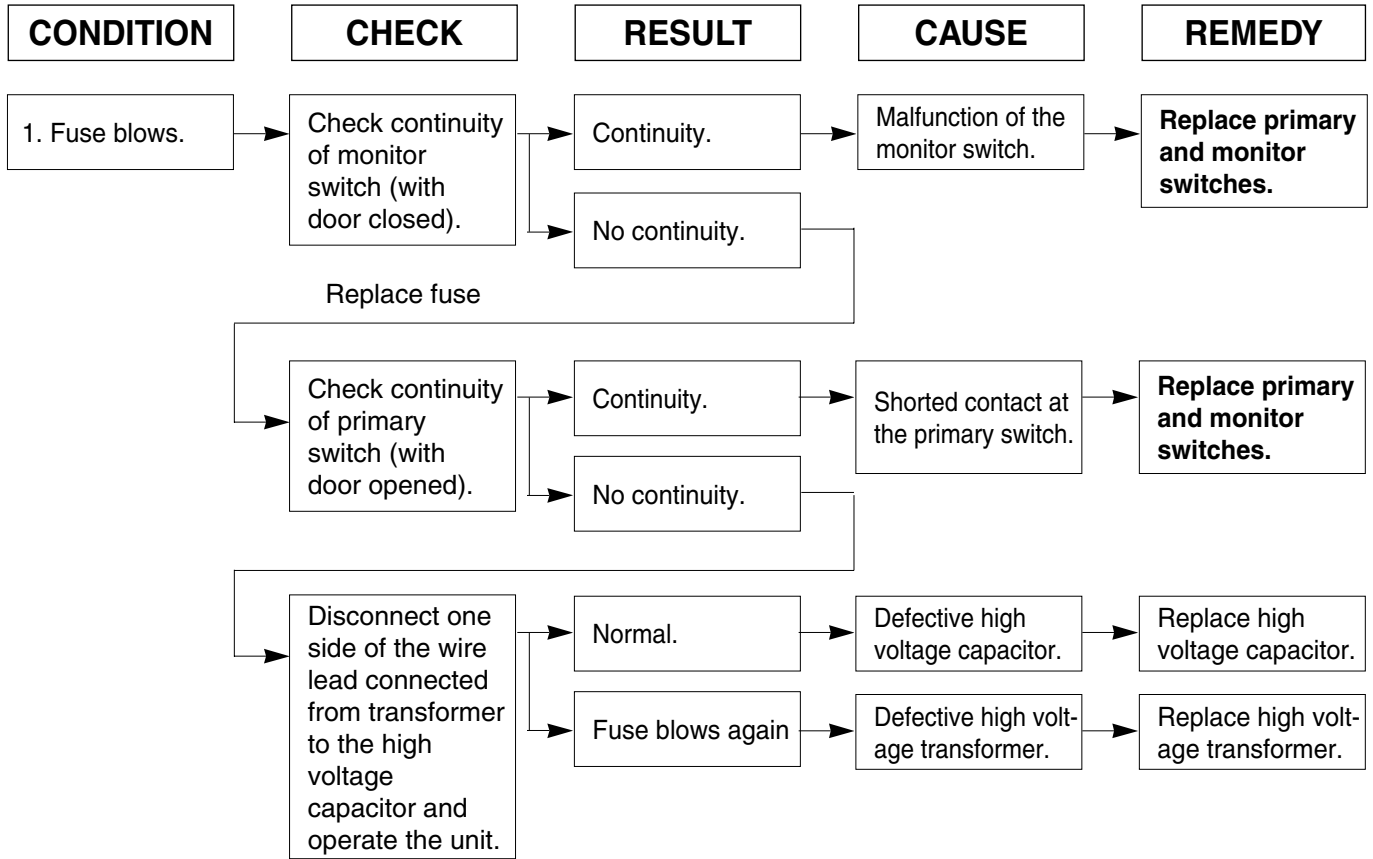 CONDITION
CHECK
RESULT
CAUSE
REMEDY
1. Fuse blows.
Check continuity
of monitor
switch (with
door closed).
Continuity.
Malfunction of the
monitor switch.
Replace primary
and monitor
switches.
No continuity.
Replace fuse
Check continuity
of primary
switch (with
door opened).
Continuity.
Shorted contact at
the primary switch.
Replace primary
and monitor
switches.
No continuity.
Disconnect one
side of the wire
lead connected
from transformer
to the high
voltage
capacitor and
operate the unit.
Normal.
Defective high
voltage capacitor.
Replace high
voltage capacitor.
Fuse blows again
Defective high volt-
age transformer.
Replace high volt-
age transformer.